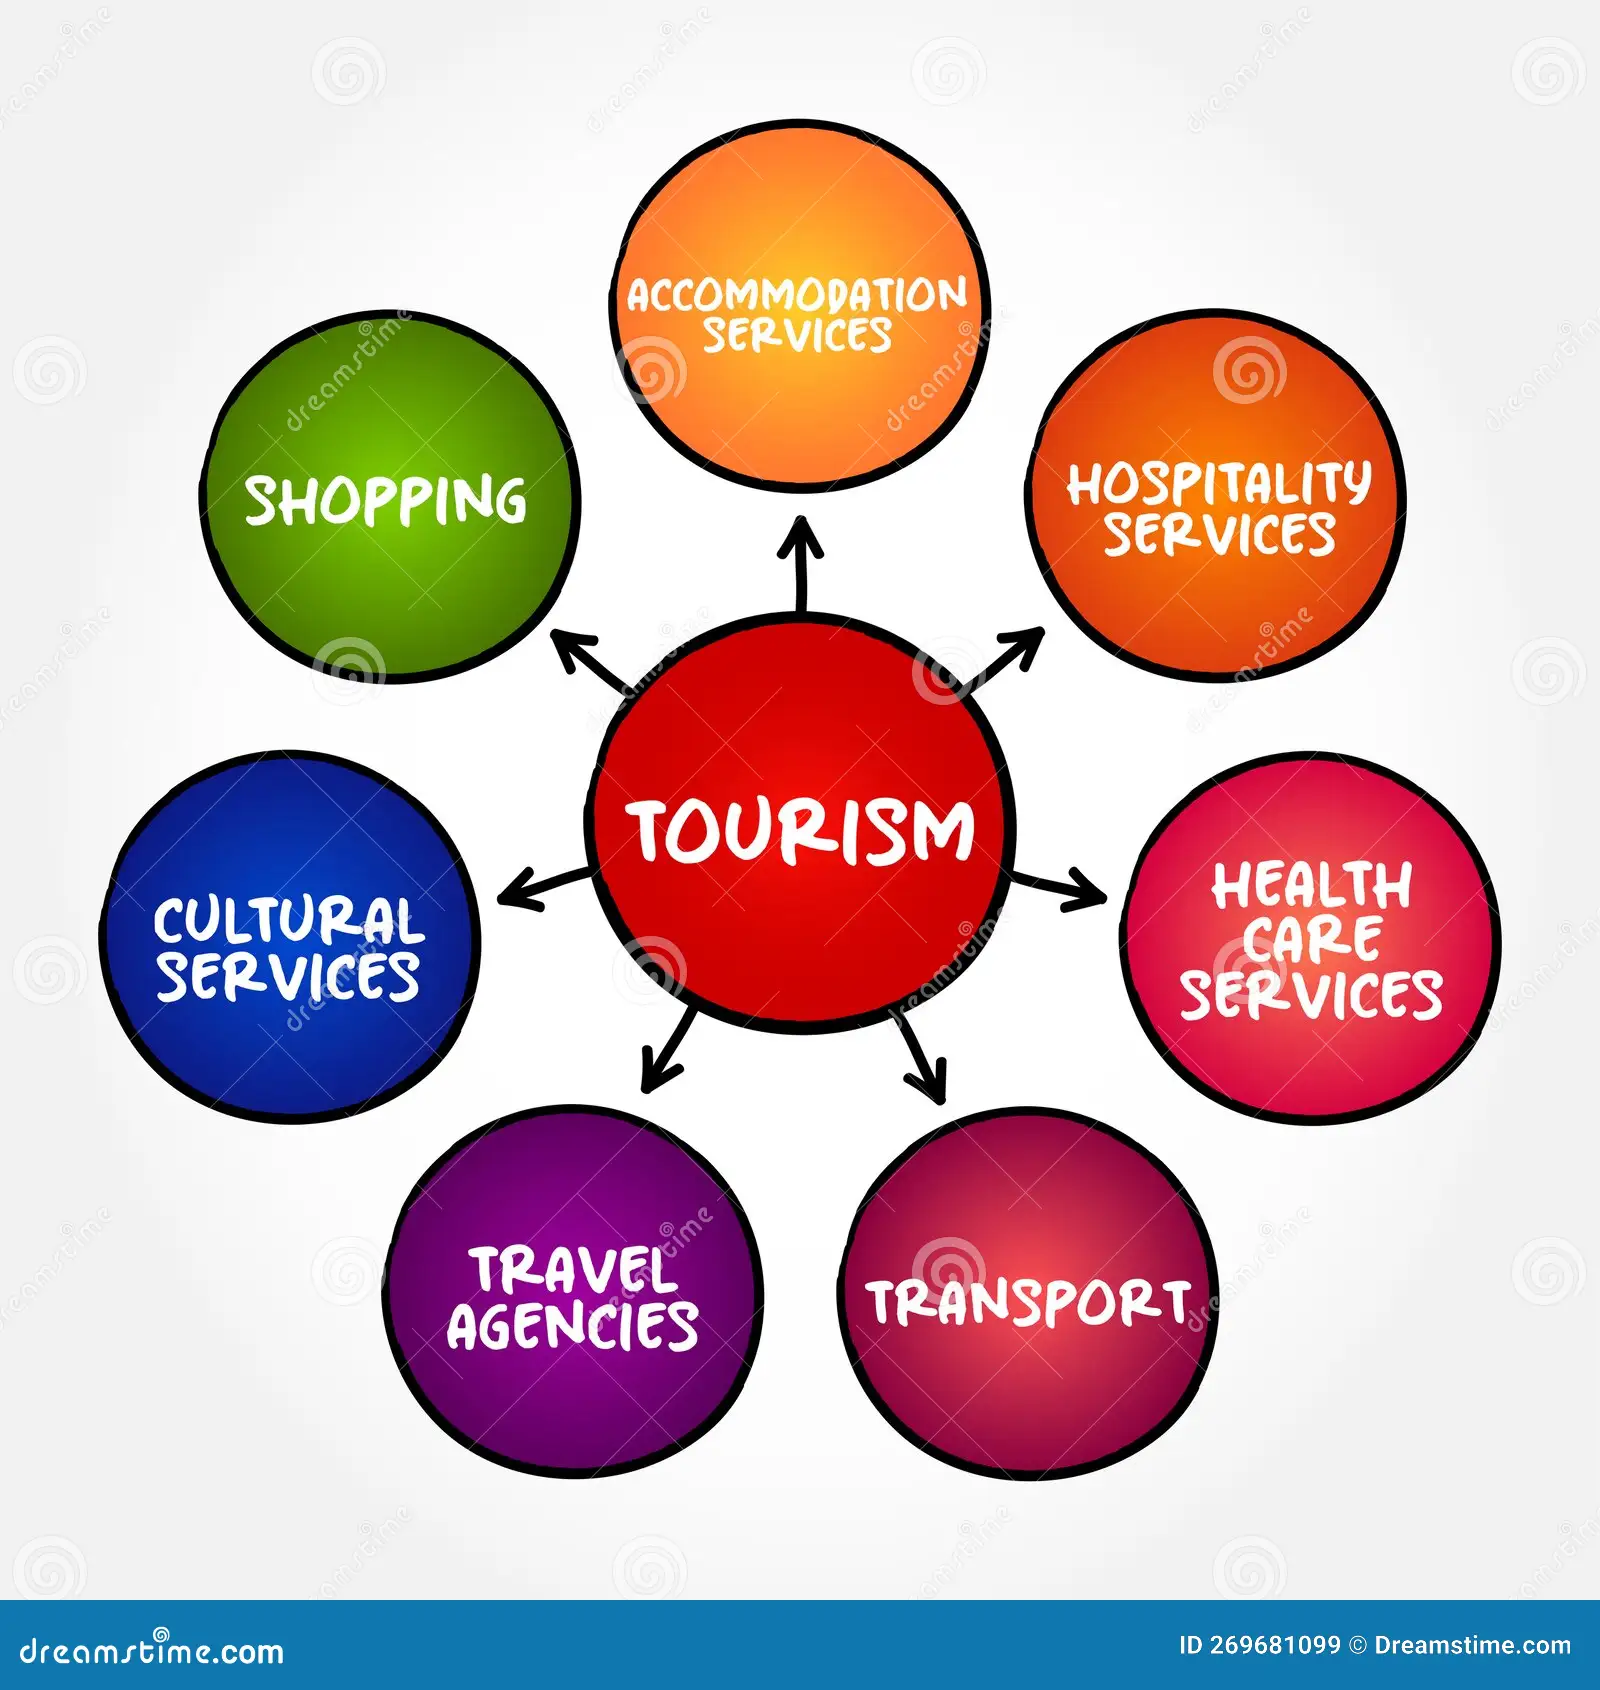 ACCOMMODATION
SERVICES
SHOPPING
HOSPITALITY
SERVICES
TOURISM
CULTURAL
SERVICES
HEALTH
CARE
SERVICES
TRAVEL
AGENCIES
TRANSPORT
dreamstime.com
ID 269681099 © Dreamstime.com